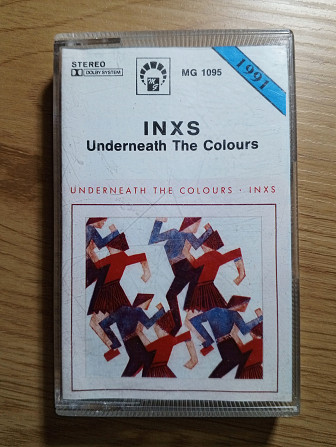 STEREO
DOLBY SYSTEM
MG 1095
1991
INXS
Underneath The Colours
UNDERNEATH THE COLOURS · INXS